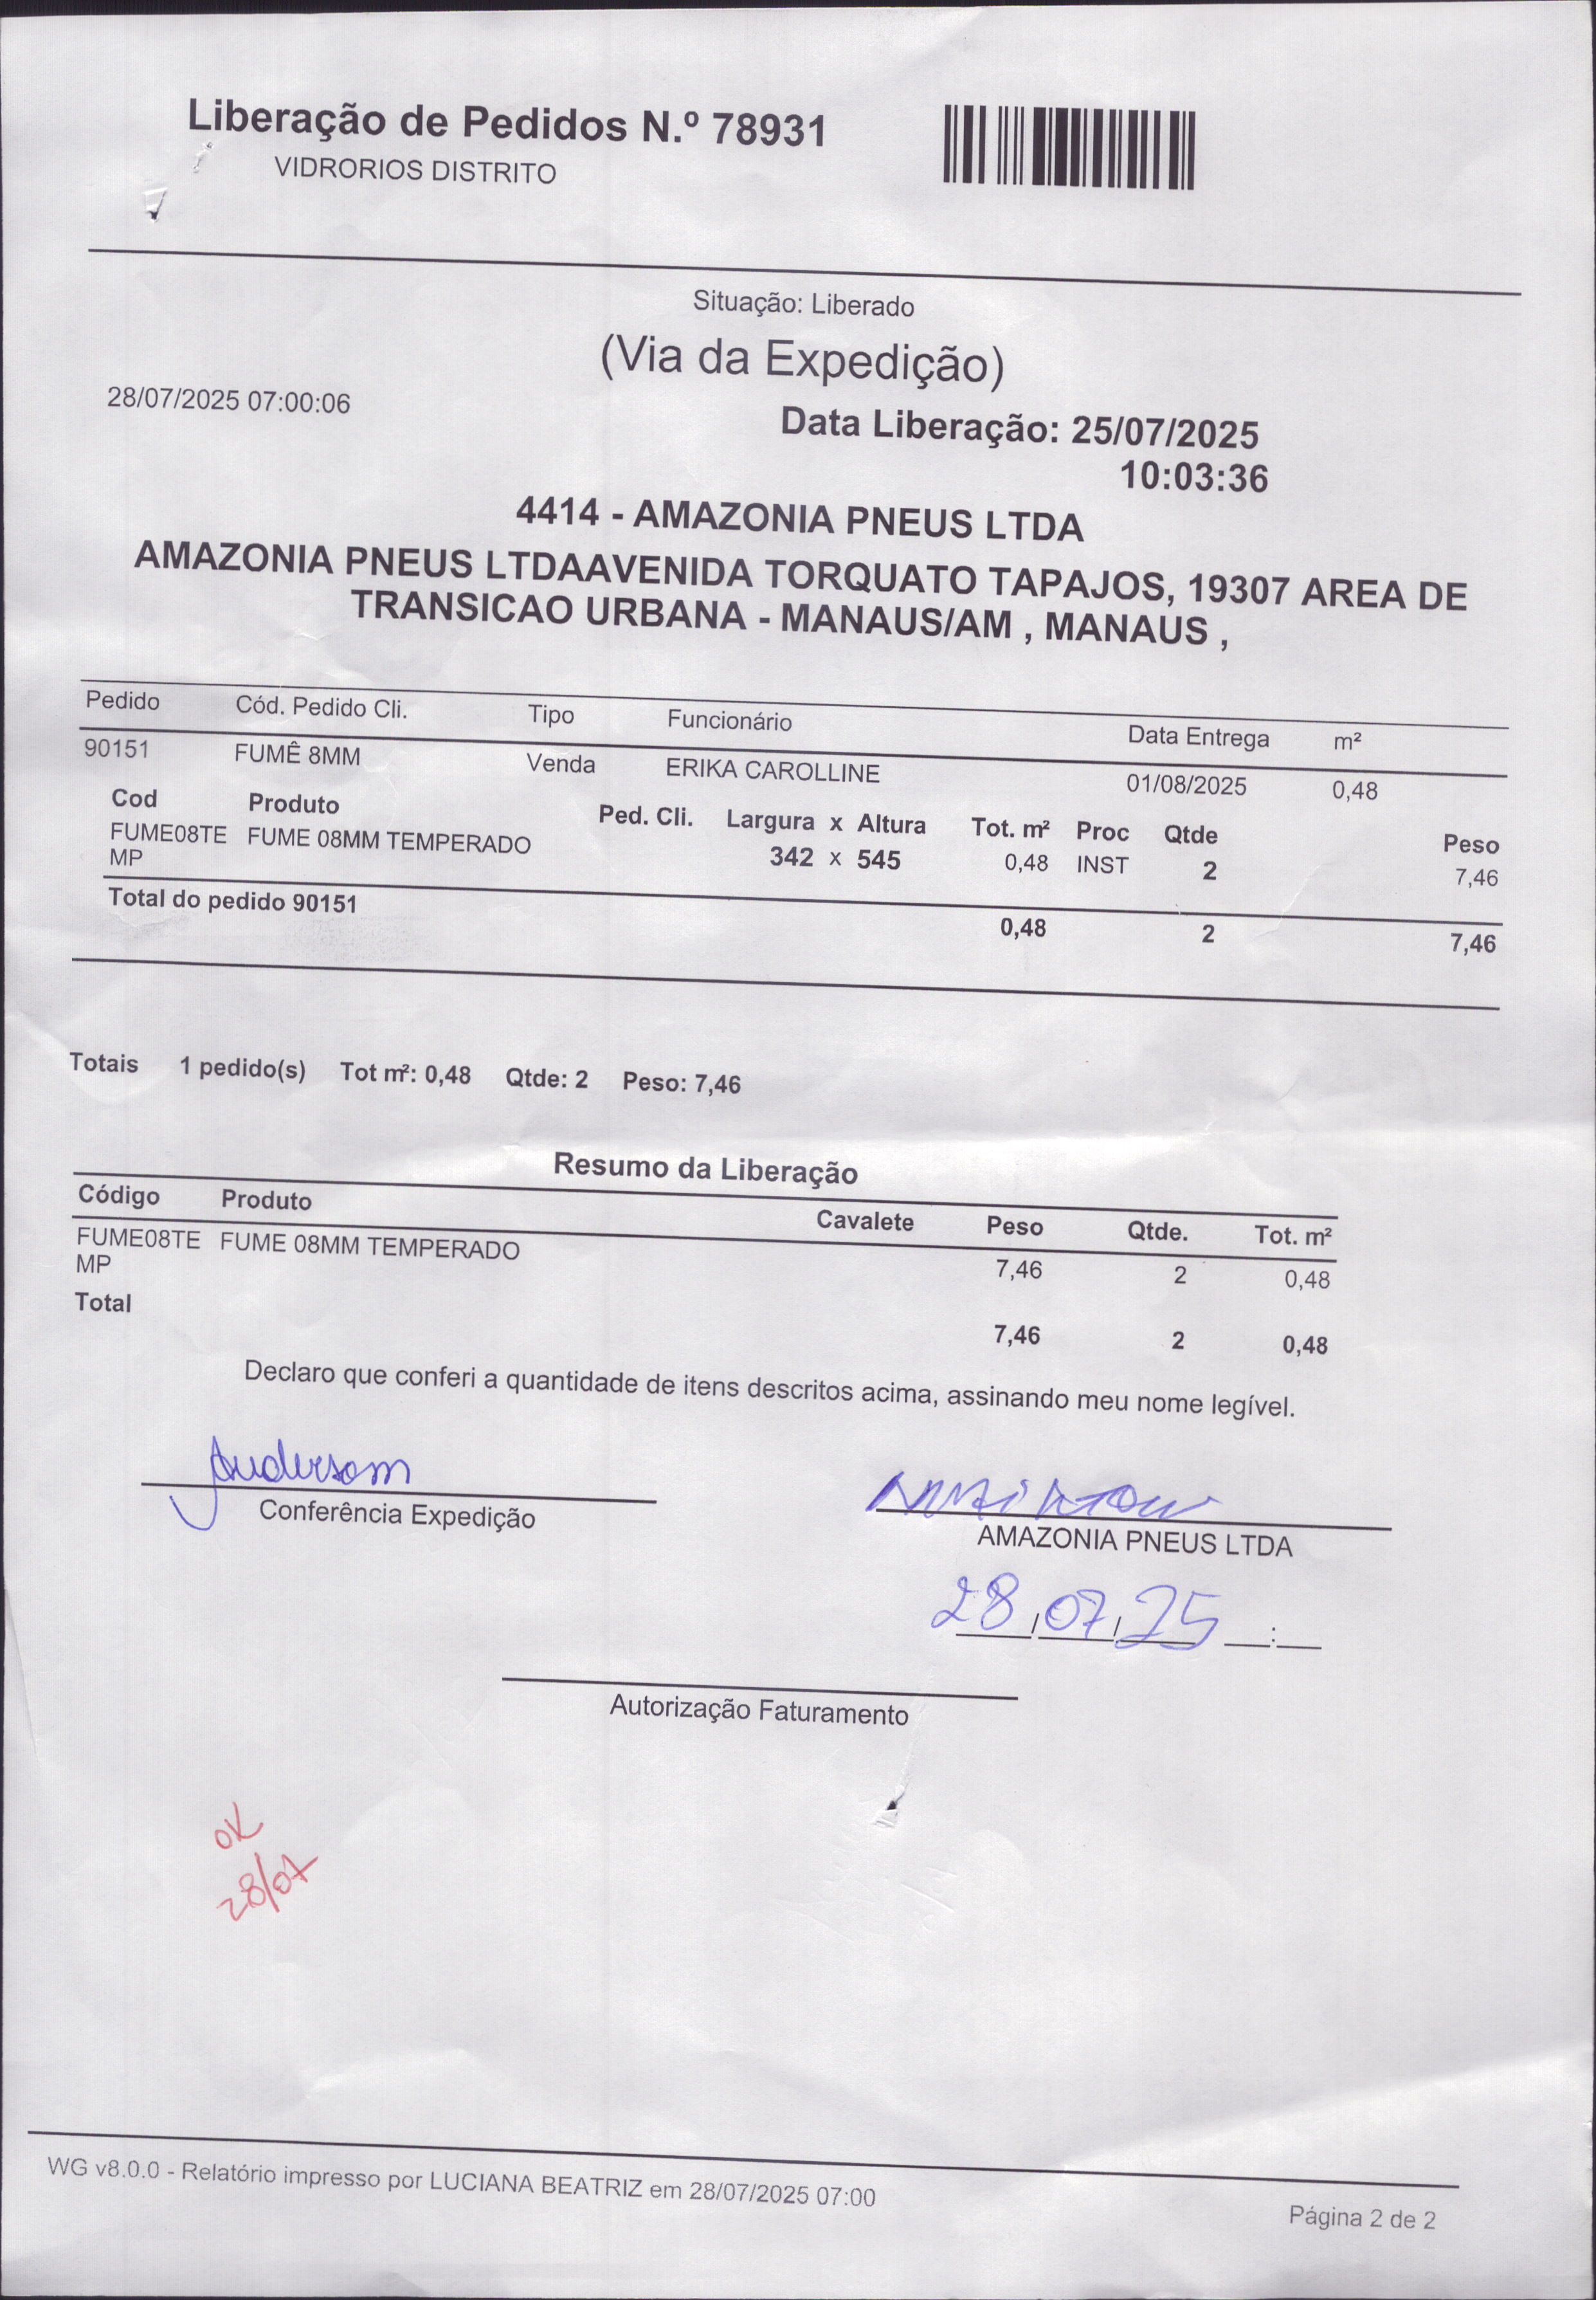 Liberação de Pedidos N.º 78931
VIDRORIOS DISTRITO
Situação: Liberado
(Via da Expedição)
28/07/2025 07:00:06
Data Liberação: 25/07/2025
10:03:36
4414 - AMAZONIA PNEUS LTDA
AMAZONIA PNEUS LTDAAVENIDA TORQUATO TAPAJOS, 19307 AREA DE
TRANSICAO URBANA - MANAUS/AM , MANAUS ,
Pedido Cód. Pedido Cli. Tipo Funcionário Data Entrega m²
90151 FUMÊ 8MM Venda ERIKA CAROLLINE 01/08/2025 0,48
Cod Produto Ped. Cli. Largura x Altura Tot. m² Proc Qtde Peso
FUME08TE FUME 08MM TEMPERADO 342 x 545 0,48 INST 2 7,46
MP
Total do pedido 90151 0,48 2 7,46
Totais 1 pedido(s) Tot m²: 0,48 Qtde: 2 Peso: 7,46
Resumo da Liberação
Código Produto Cavalete Peso Qtde. Tot. m²
FUME08TE FUME 08MM TEMPERADO 7,46 2 0,48
MP
Total 7,46 2 0,48
Declaro que conferi a quantidade de itens descritos acima, assinando meu nome legível.
Andersom
Conferência Expedição
AMAZONIA PNEUS LTDA
28/07/25 __:__
Autorização Faturamento
OK
28/07
WG v8.0.0 - Relatório impresso por LUCIANA BEATRIZ em 28/07/2025 07:00
Página 2 de 2